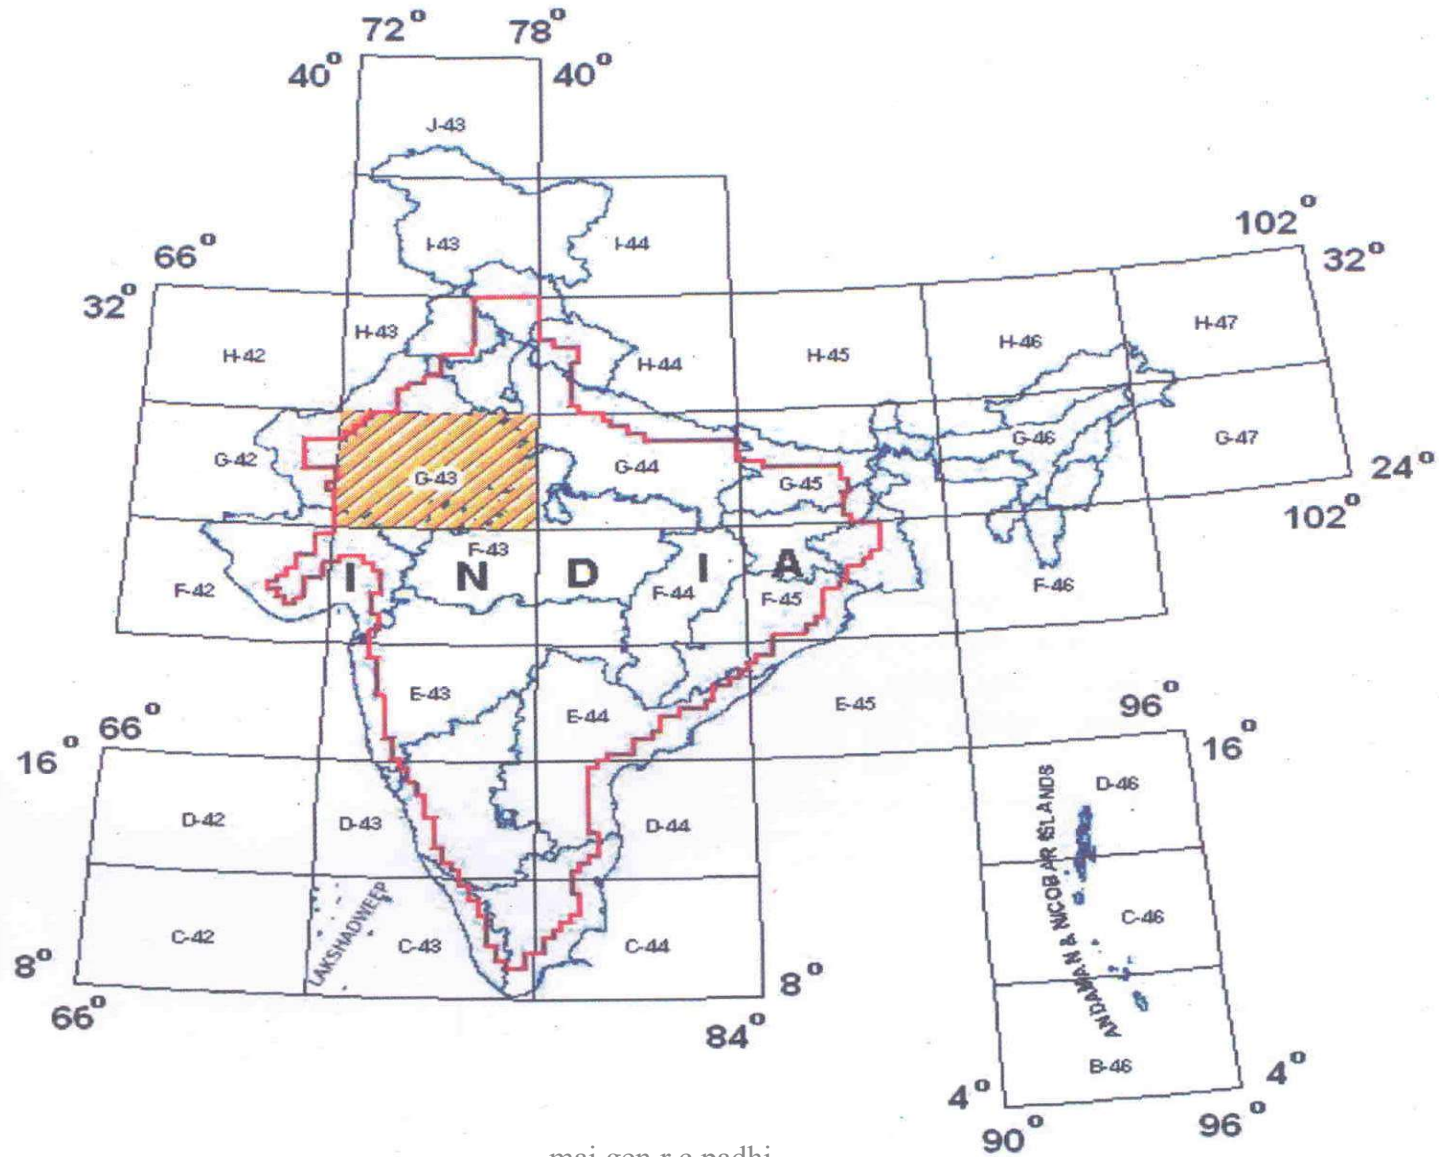 72° 78°
40° 40°
J-43
I-43 I-44
66° 102°
32° 32°
H-42 H-43 H-44 H-45 H-46 H-47
G-42 G-43 G-44 G-45 G-46 G-47
24°
102°
F-42 F-43 F-44 F-45 F-46
I N D I A
E-43 E-44 E-45
66° 96°
16° 16°
D-42 D-43 D-44 D-46
C-42 C-43 C-44 C-46
LAKSHADWEEP
ANDAMAN & NICOBAR ISLANDS
8° 8°
66° 84°
B-46
4° 4°
90° 96°
maj gen r c padhi